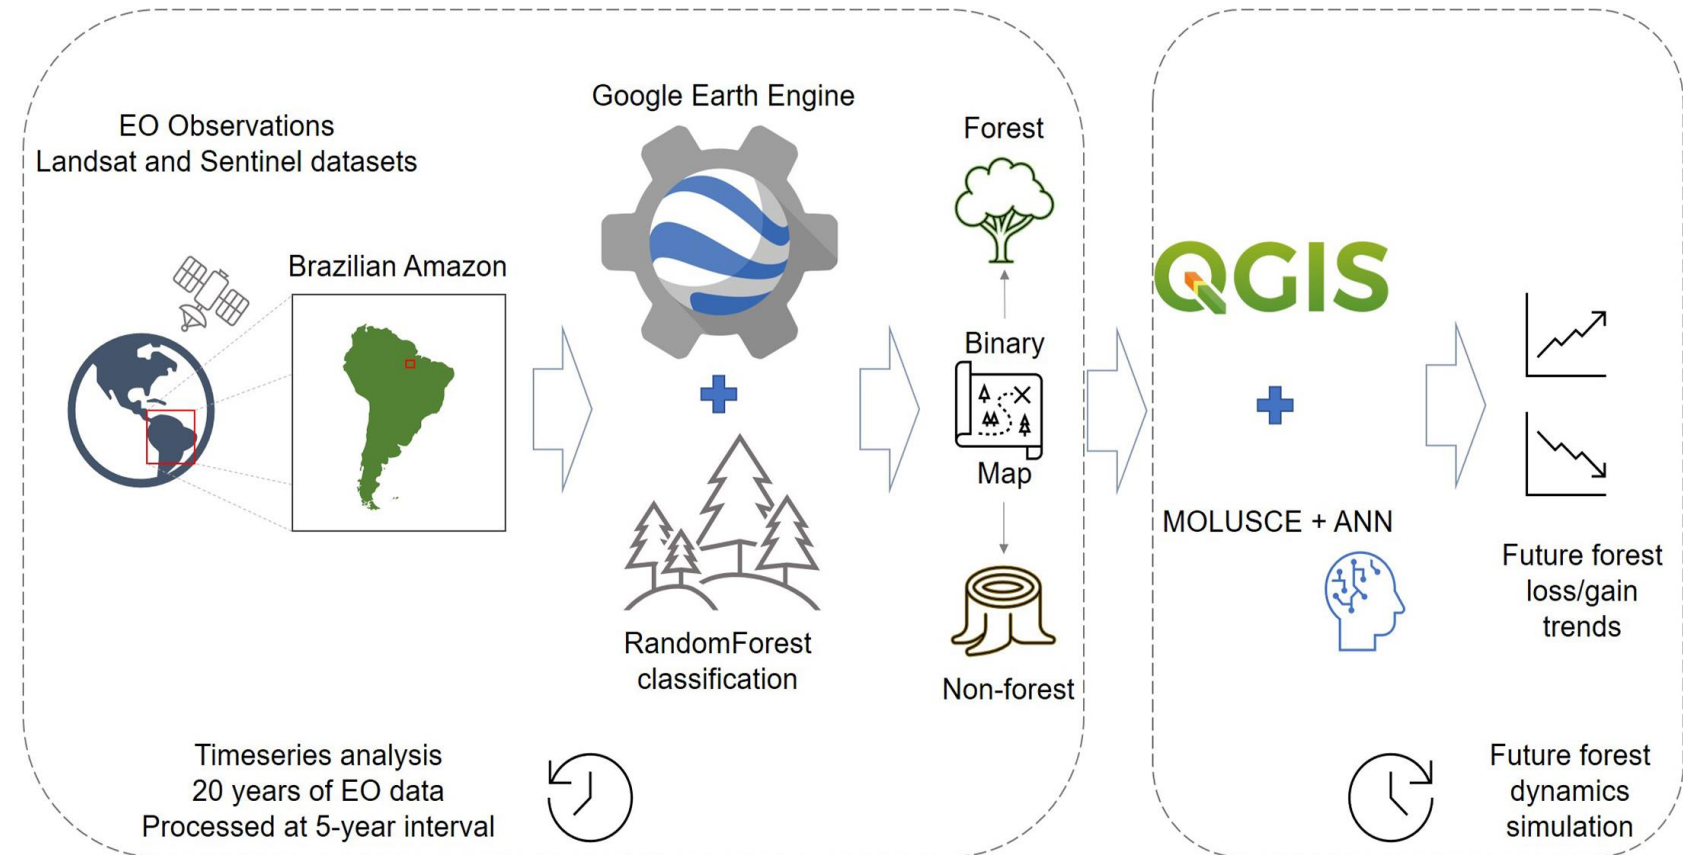 EO Observations
Landsat and Sentinel datasets
Brazilian Amazon
Google Earth Engine
RandomForest
classification
Forest
Binary
Map
Non-forest
Timeseries analysis
20 years of EO data
Processed at 5-year interval
QGIS
MOLUSCE + ANN
Future forest
loss/gain
trends
Future forest
dynamics
simulation